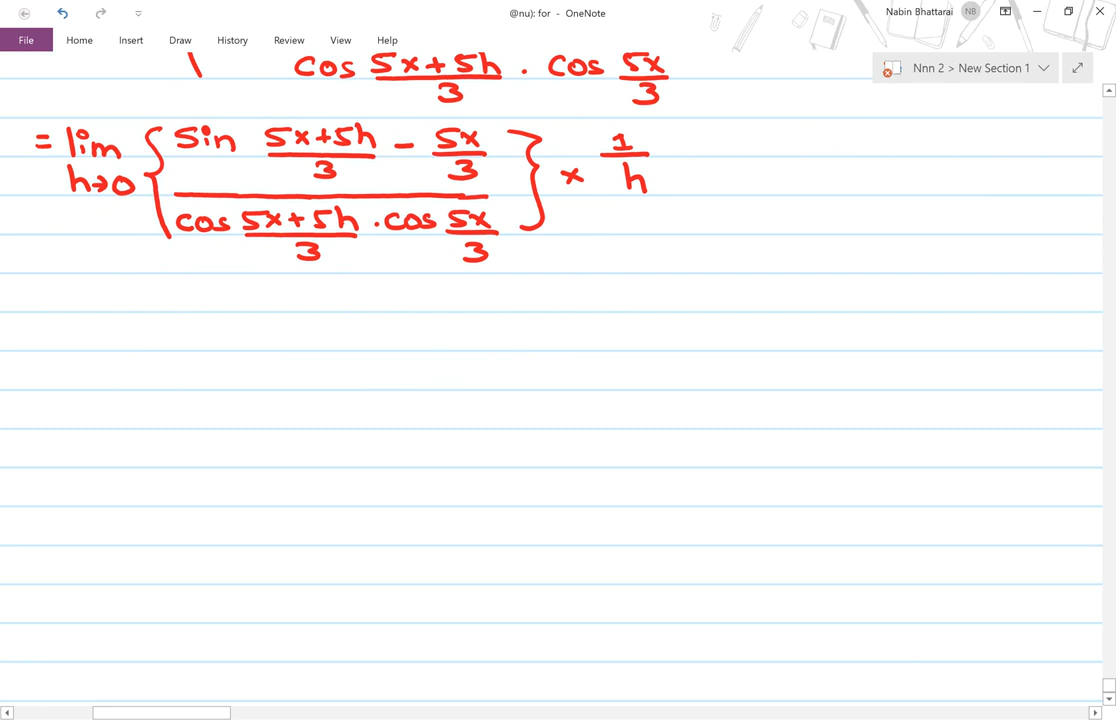 @nu): for - OneNote
Nabin Bhattarai NB
File Home Insert Draw History Review View Help
Nnn 2 > New Section 1
cos 5x+5h/3 . cos 5x/3
= lim h→0 { sin 5x+5h/3 - 5x/3 / cos 5x+5h/3 . cos 5x/3 } × 1/h